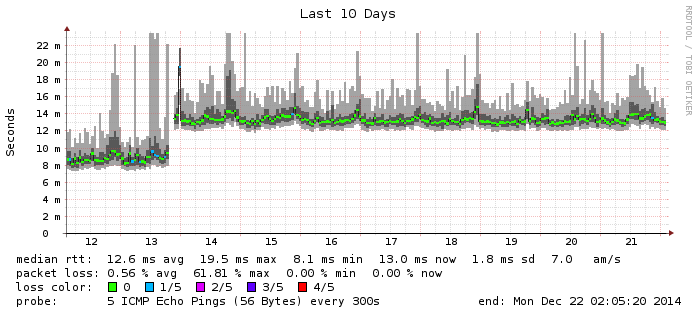 Last 10 Days
RRDTOOL / TOBI OETIKER
Seconds
22 m
20 m
18 m
16 m
14 m
12 m
10 m
8 m
6 m
4 m
2 m
0
12 13 14 15 16 17 18 19 20 21
median rtt: 12.6 ms avg 19.5 ms max 8.1 ms min 13.0 ms now 1.8 ms sd 7.0 am/s
packet loss: 0.56 % avg 61.81 % max 0.00 % min 0.00 % now
loss color: 0 1/5 2/5 3/5 4/5
probe: 5 ICMP Echo Pings (56 Bytes) every 300s end: Mon Dec 22 02:05:20 2014